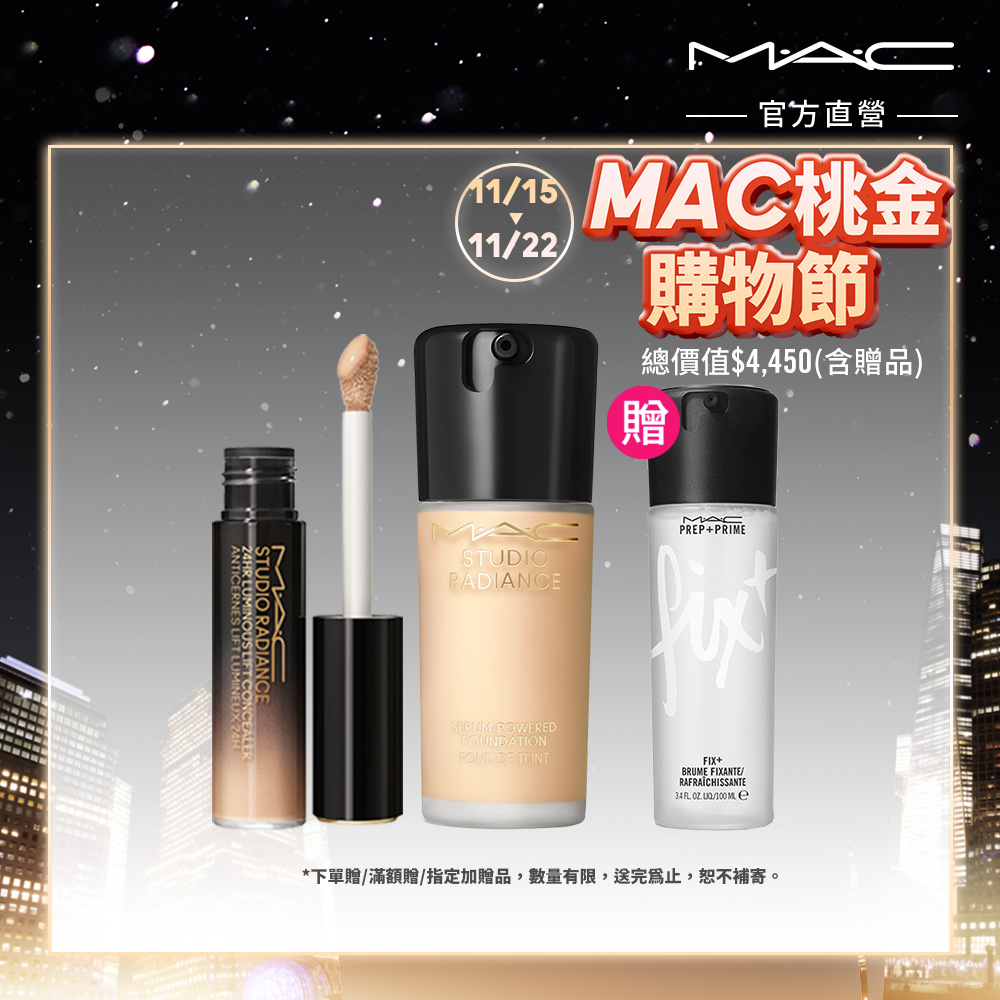 M·A·C
官方直營
11/15
11/22
MAC桃金
購物節
總價值$4,450(含贈品)
贈
M·A·C
STUDIO RADIANCE
24HR LUMINOUS LIFT CONCEALER
ANTICERNES LIFT LUMINEUX 24H
M·A·C
STUDIO
RADIANCE
SERUM-POWERED
FOUNDATION
FOND DE TEINT
MAC
PREP+PRIME
fix+
FIX+
BRUME FIXANTE/
RAFRAÎCHISSANTE
3.4 FL. OZ. LIQ./100 ML ℮
*下單贈/滿額贈/指定加贈品，數量有限，送完爲止，恕不補寄。